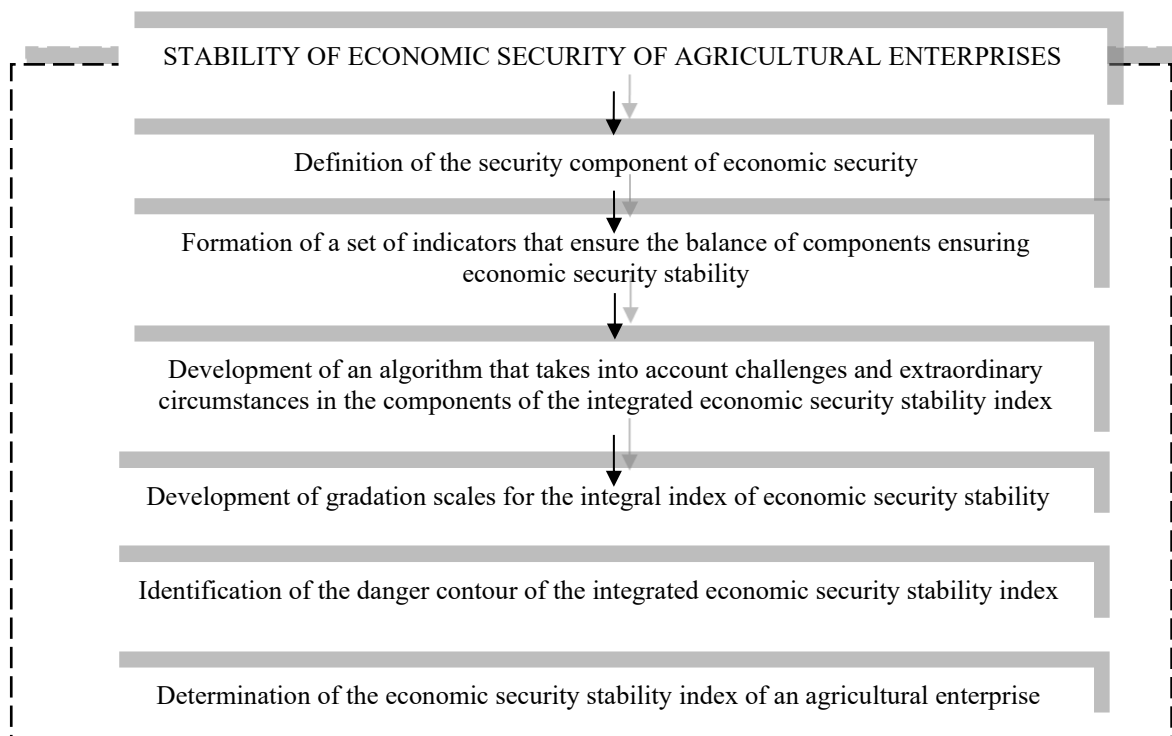 STABILITY OF ECONOMIC SECURITY OF AGRICULTURAL ENTERPRISES
Definition of the security component of economic security
Formation of a set of indicators that ensure the balance of components ensuring
economic security stability
Development of an algorithm that takes into account challenges and extraordinary
circumstances in the components of the integrated economic security stability index
Development of gradation scales for the integral index of economic security stability
Identification of the danger contour of the integrated economic security stability index
Determination of the economic security stability index of an agricultural enterprise